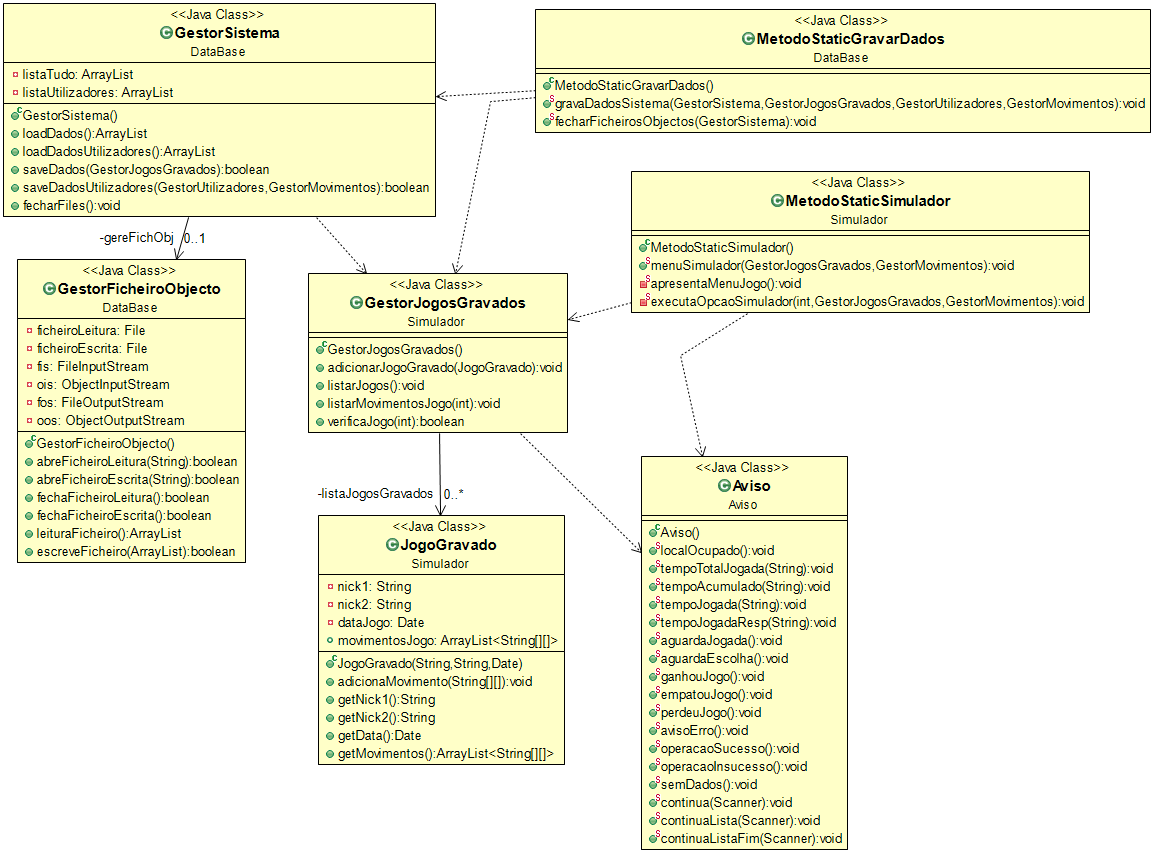 <<Java Class>>
GestorSistema
DataBase
listaTudo: ArrayList
listaUtilizadores: ArrayList
GestorSistema()
loadDados():ArrayList
loadDadosUtilizadores():ArrayList
saveDados(GestorJogosGravados):boolean
saveDadosUtilizadores(GestorUtilizadores,GestorMovimentos):boolean
fecharFiles():void
<<Java Class>>
MetodoStaticGravarDados
DataBase
MetodoStaticGravarDados()
gravaDadosSistema(GestorSistema,GestorJogosGravados,GestorUtilizadores,GestorMovimentos):void
fecharFicheirosObjectos(GestorSistema):void
<<Java Class>>
MetodoStaticSimulador
Simulador
MetodoStaticSimulador()
menuSimulador(GestorJogosGravados,GestorMovimentos):void
apresentaMenuJogo():void
executaOpcaoSimulador(int,GestorJogosGravados,GestorMovimentos):void
-gereFichObj 0..1
<<Java Class>>
GestorFicheiroObjecto
DataBase
ficheiroLeitura: File
ficheiroEscrita: File
fis: FileInputStream
ois: ObjectInputStream
fos: FileOutputStream
oos: ObjectOutputStream
GestorFicheiroObjecto()
abreFicheiroLeitura(String):boolean
abreFicheiroEscrita(String):boolean
fechaFicheiroLeitura():boolean
fechaFicheiroEscrita():boolean
leituraFicheiro():ArrayList
escreveFicheiro(ArrayList):boolean
<<Java Class>>
GestorJogosGravados
Simulador
GestorJogosGravados()
adicionarJogoGravado(JogoGravado):void
listarJogos():void
listarMovimentosJogo(int):void
verificaJogo(int):boolean
-listaJogosGravados 0..*
<<Java Class>>
JogoGravado
Simulador
nick1: String
nick2: String
dataJogo: Date
movimentosJogo: ArrayList<String[][]>
JogoGravado(String,String,Date)
adicionaMovimento(String[][]):void
getNick1():String
getNick2():String
getData():Date
getMovimentos():ArrayList<String[][]>
<<Java Class>>
Aviso
Aviso
Aviso()
localOcupado():void
tempoTotalJogada(String):void
tempoAcumulado(String):void
tempoJogada(String):void
tempoJogadaResp(String):void
aguardaJogada():void
aguardaEscolha():void
ganhouJogo():void
empatouJogo():void
perdeuJogo():void
avisoErro():void
operacaoSucesso():void
operacaoInsucesso():void
semDados():void
continua(Scanner):void
continuaLista(Scanner):void
continuaListaFim(Scanner):void